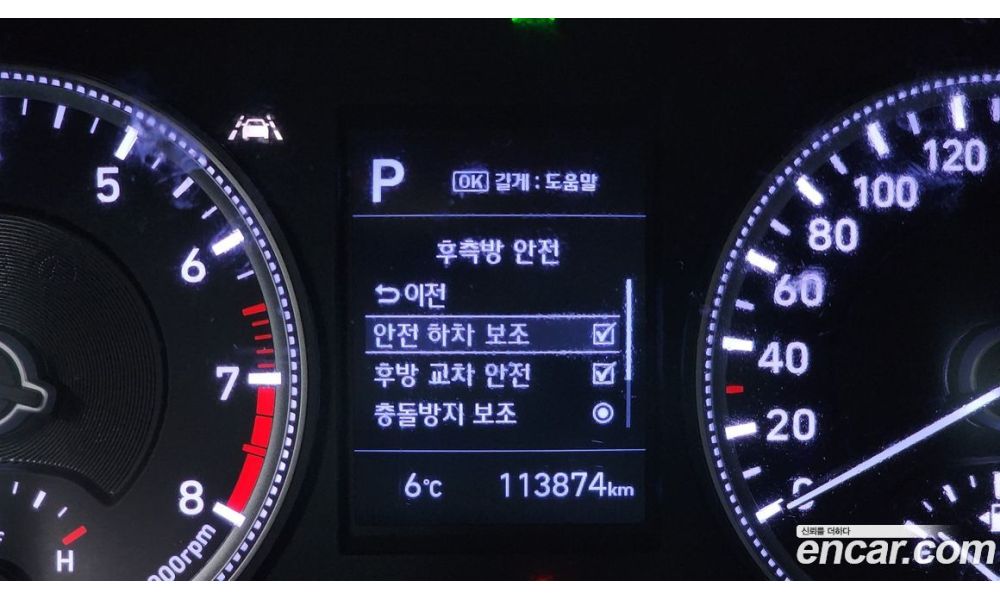 5
6
7
8
000rpm
H
P OK 길게 : 도움말
후측방 안전
이전
안전 하차 보조
후방 교차 안전
충돌방지 보조
6℃ 113874km
120
100
80
60
40
20
0
신뢰를 더하다
encar.com